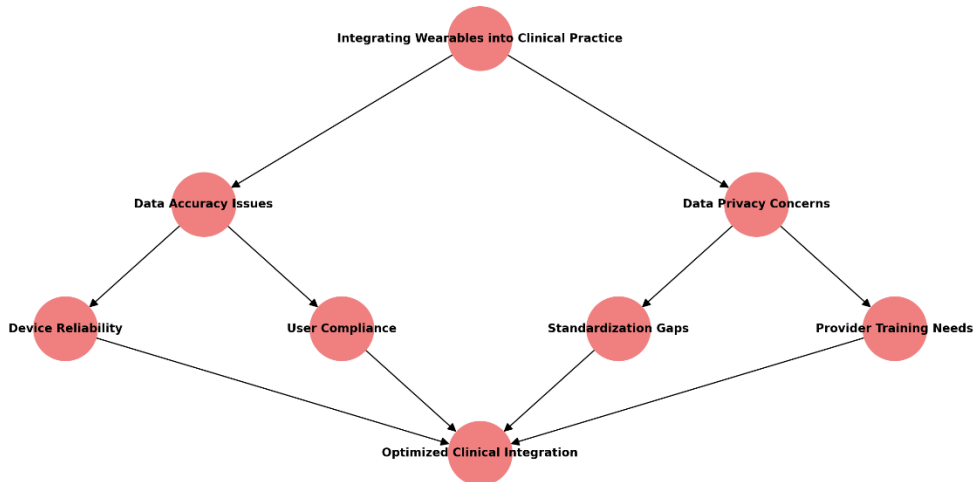 Integrating Wearables into Clinical Practice
Data Accuracy Issues
Data Privacy Concerns
Device Reliability
User Compliance
Standardization Gaps
Provider Training Needs
Optimized Clinical Integration